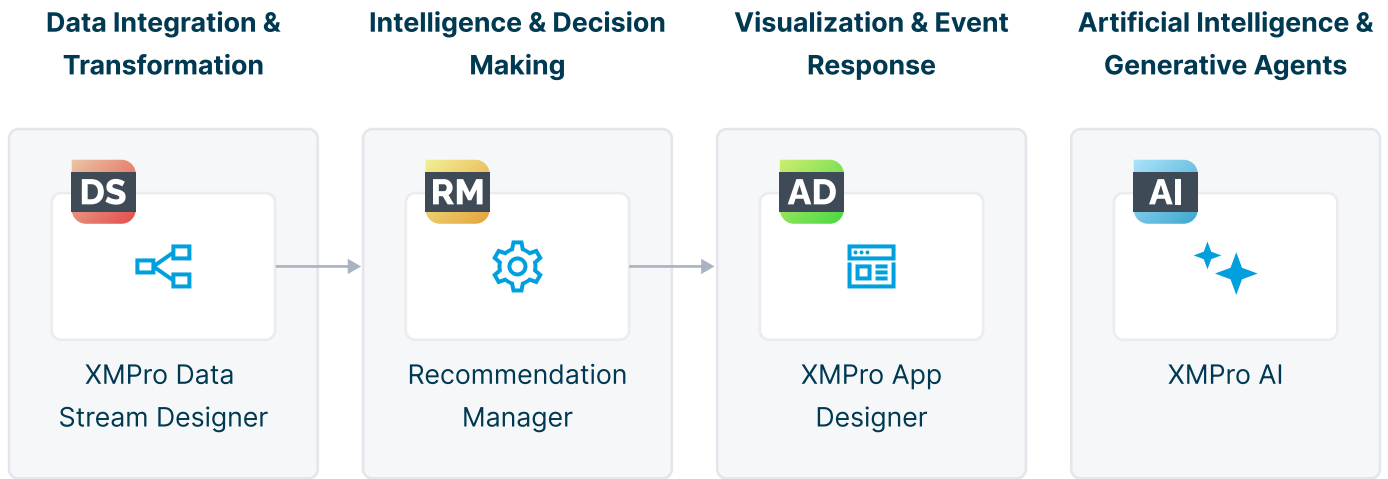 Data Integration &
Transformation
Intelligence & Decision
Making
Visualization & Event
Response
Artificial Intelligence &
Generative Agents
DS
XMPro Data
Stream Designer
RM
Recommendation
Manager
AD
XMPro App
Designer
AI
XMPro AI